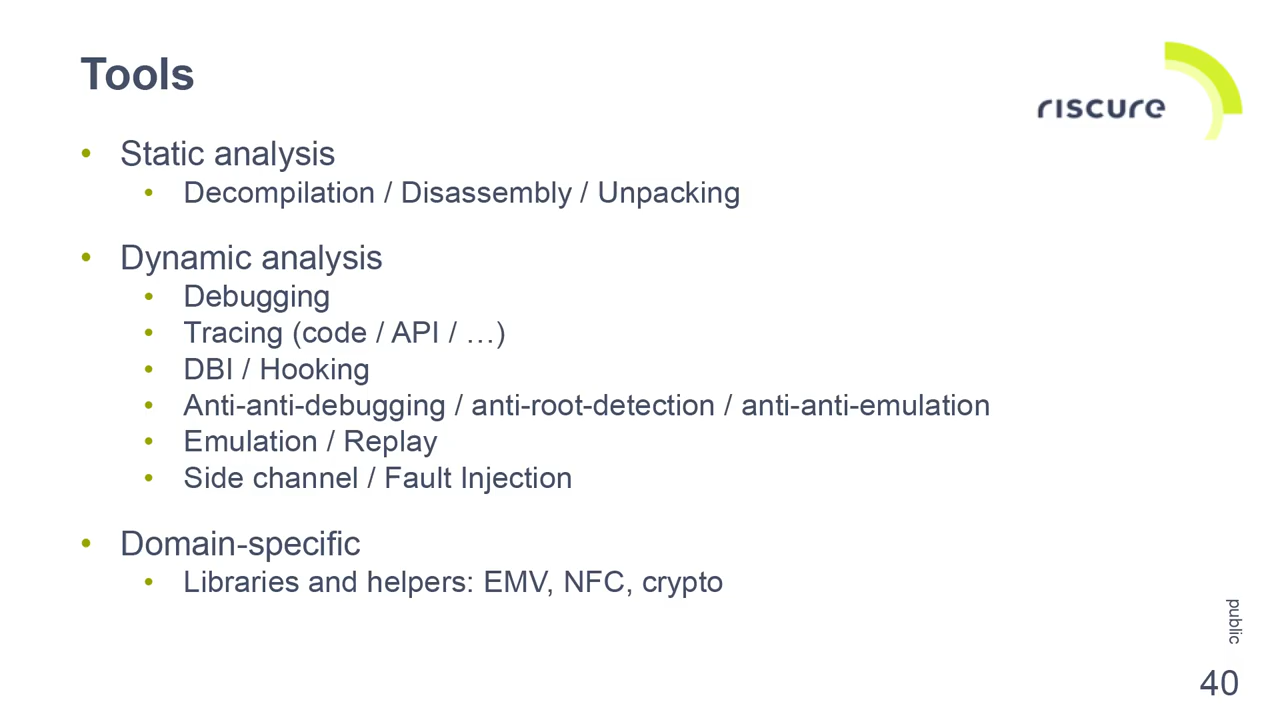 Tools
riscure
• Static analysis
• Decompilation / Disassembly / Unpacking
• Dynamic analysis
• Debugging
• Tracing (code / API / …)
• DBI / Hooking
• Anti-anti-debugging / anti-root-detection / anti-anti-emulation
• Emulation / Replay
• Side channel / Fault Injection
• Domain-specific
• Libraries and helpers: EMV, NFC, crypto
public
40